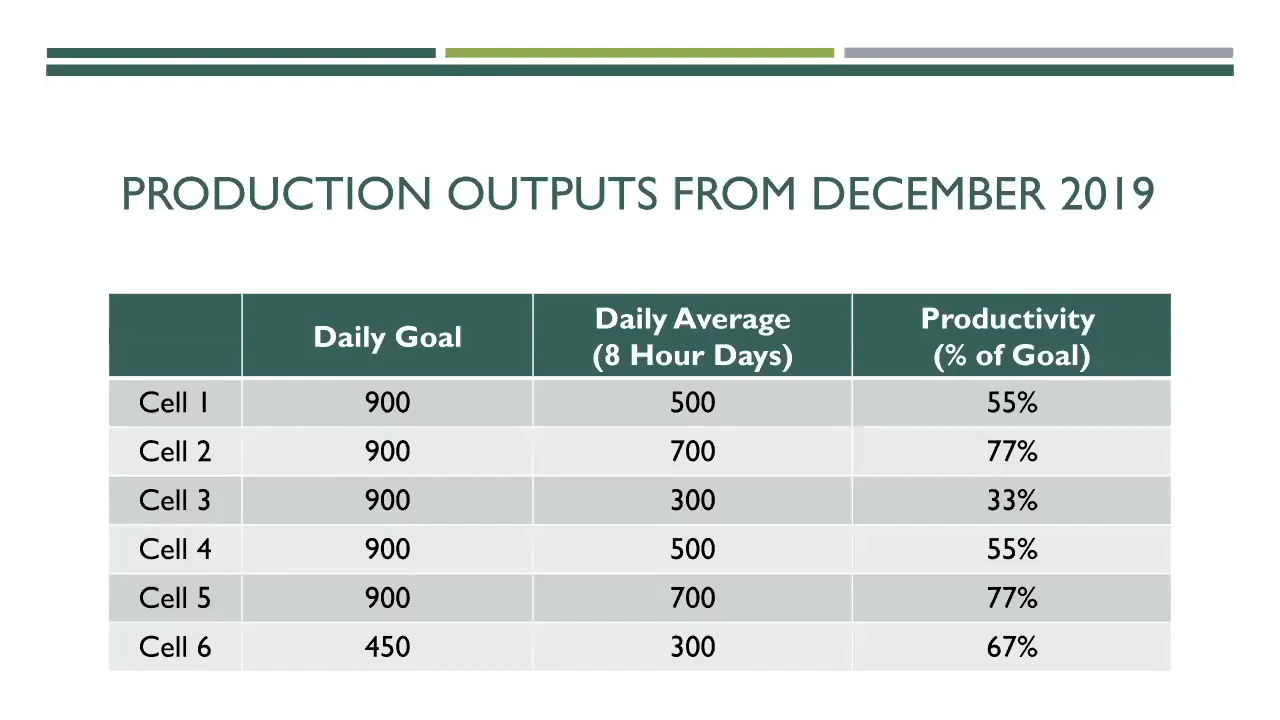 PRODUCTION OUTPUTS FROM DECEMBER 2019
Daily Goal Daily Average (8 Hour Days) Productivity (% of Goal)
Cell 1 900 500 55%
Cell 2 900 700 77%
Cell 3 900 300 33%
Cell 4 900 500 55%
Cell 5 900 700 77%
Cell 6 450 300 67%